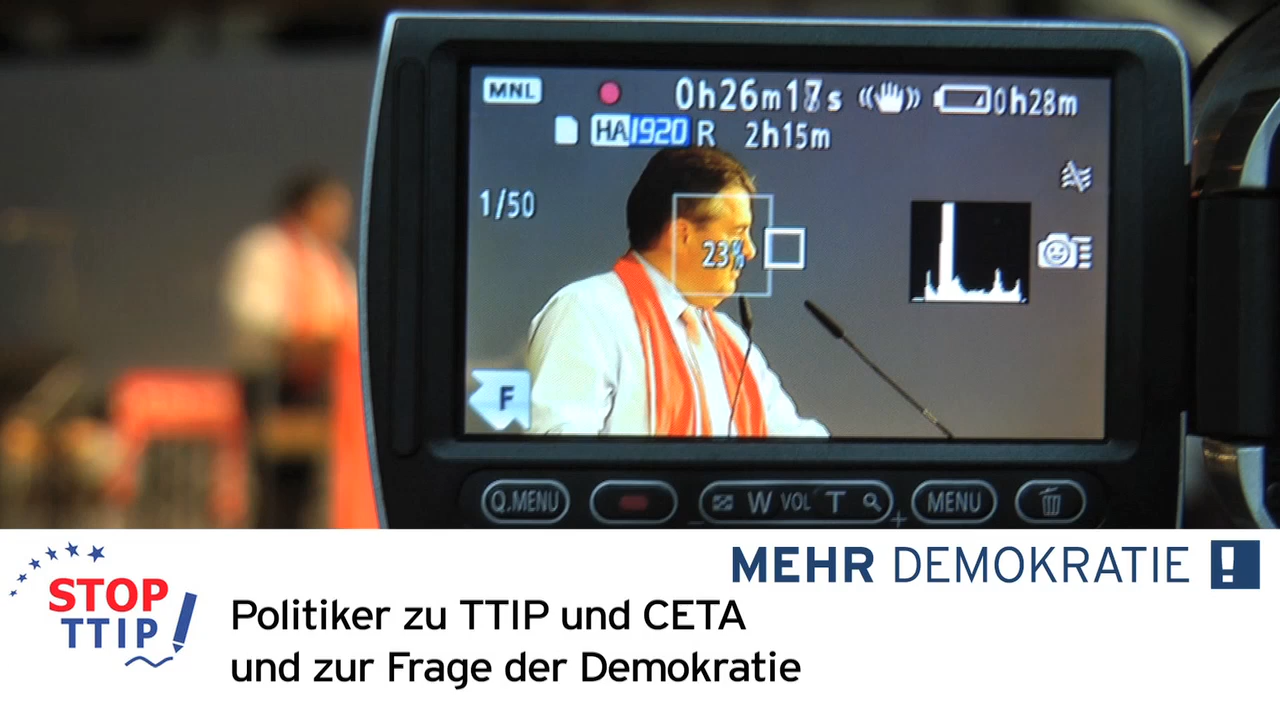 MNL 0h26m17s 0h28m
HA1920 R 2h15m
1/50
23%
F
Q.MENU W VOL T MENU
MEHR DEMOKRATIE !
STOP
TTIP
Politiker zu TTIP und CETA
und zur Frage der Demokratie